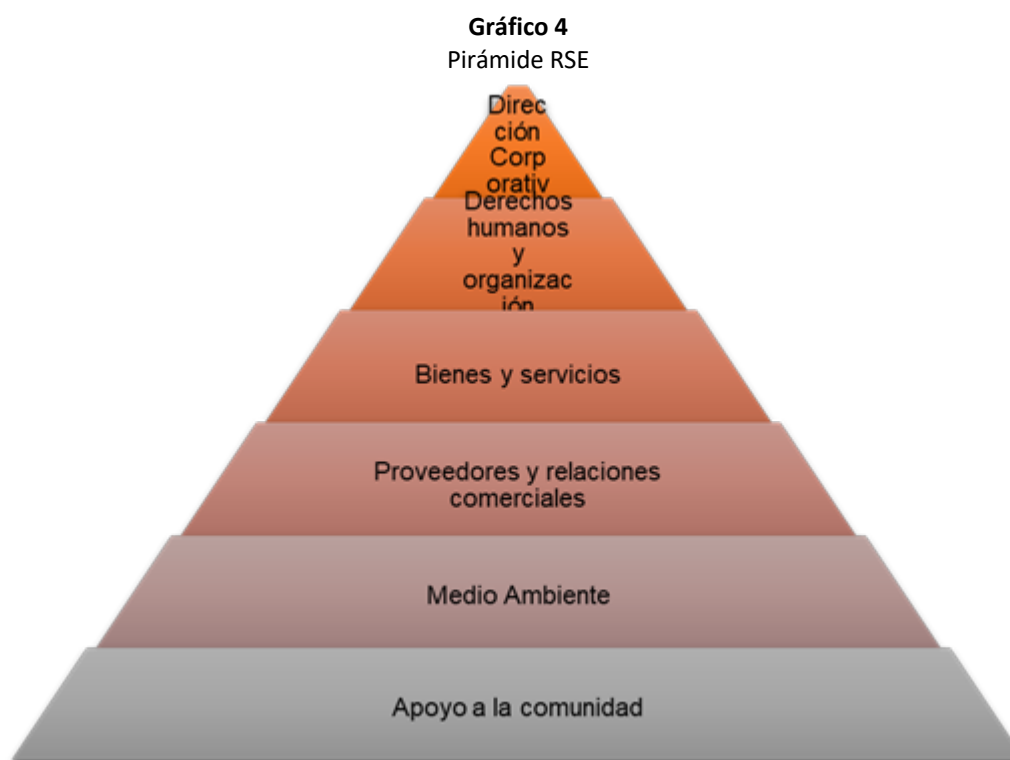 Gráfico 4
Pirámide RSE
Direc
ción
Corp
orativ
Derechos
humanos
y
organizac
ión
Bienes y servicios
Proveedores y relaciones
comerciales
Medio Ambiente
Apoyo a la comunidad